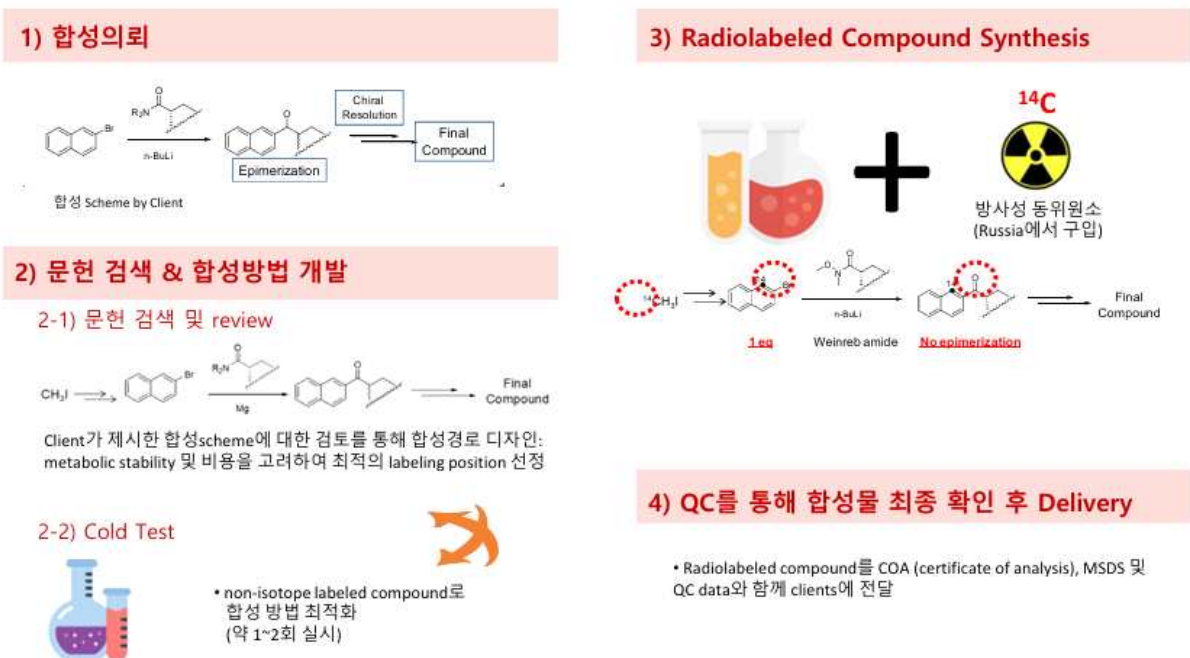 1) 합성의뢰
O
R₂N
Br
n-BuLi
O
Epimerization
Chiral
Resolution
Final
Compound
합성 Scheme by Client
2) 문헌 검색 & 합성방법 개발
2-1) 문헌 검색 및 review
CH₃I
Br
O
R₂N
Mg
O
Final
Compound
Client가 제시한 합성scheme에 대한 검토를 통해 합성경로 디자인:
metabolic stability 및 비용을 고려하여 최적의 labeling position 선정
2-2) Cold Test
• non-isotope labeled compound로
합성 방법 최적화
(약 1~2회 실시)
3) Radiolabeled Compound Synthesis
¹⁴C
방사성 동위원소
(Russia에서 구입)
¹⁴CH₃I
1 eq
O
O
N
n-BuLi
Weinreb amide
O
No epimerization
Final
Compound
4) QC를 통해 합성물 최종 확인 후 Delivery
• Radiolabeled compound를 COA (certificate of analysis), MSDS 및
QC data와 함께 clients에 전달